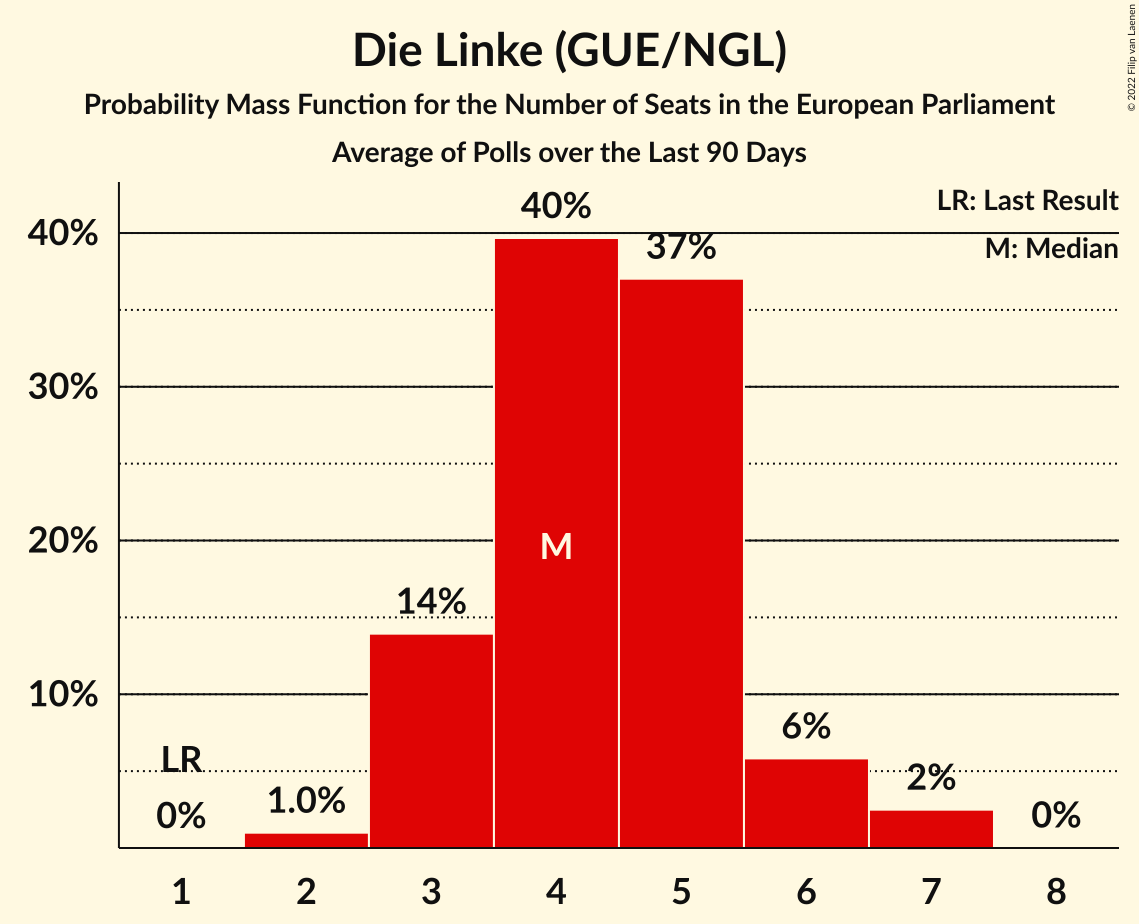 Die Linke (GUE/NGL)
Probability Mass Function for the Number of Seats in the European Parliament
Average of Polls over the Last 90 Days
© 2022 Filip van Laenen
LR: Last Result
M: Median
40%
30%
20%
10%
LR
0%
1.0%
14%
40%
M
37%
6%
2%
0%
1 2 3 4 5 6 7 8